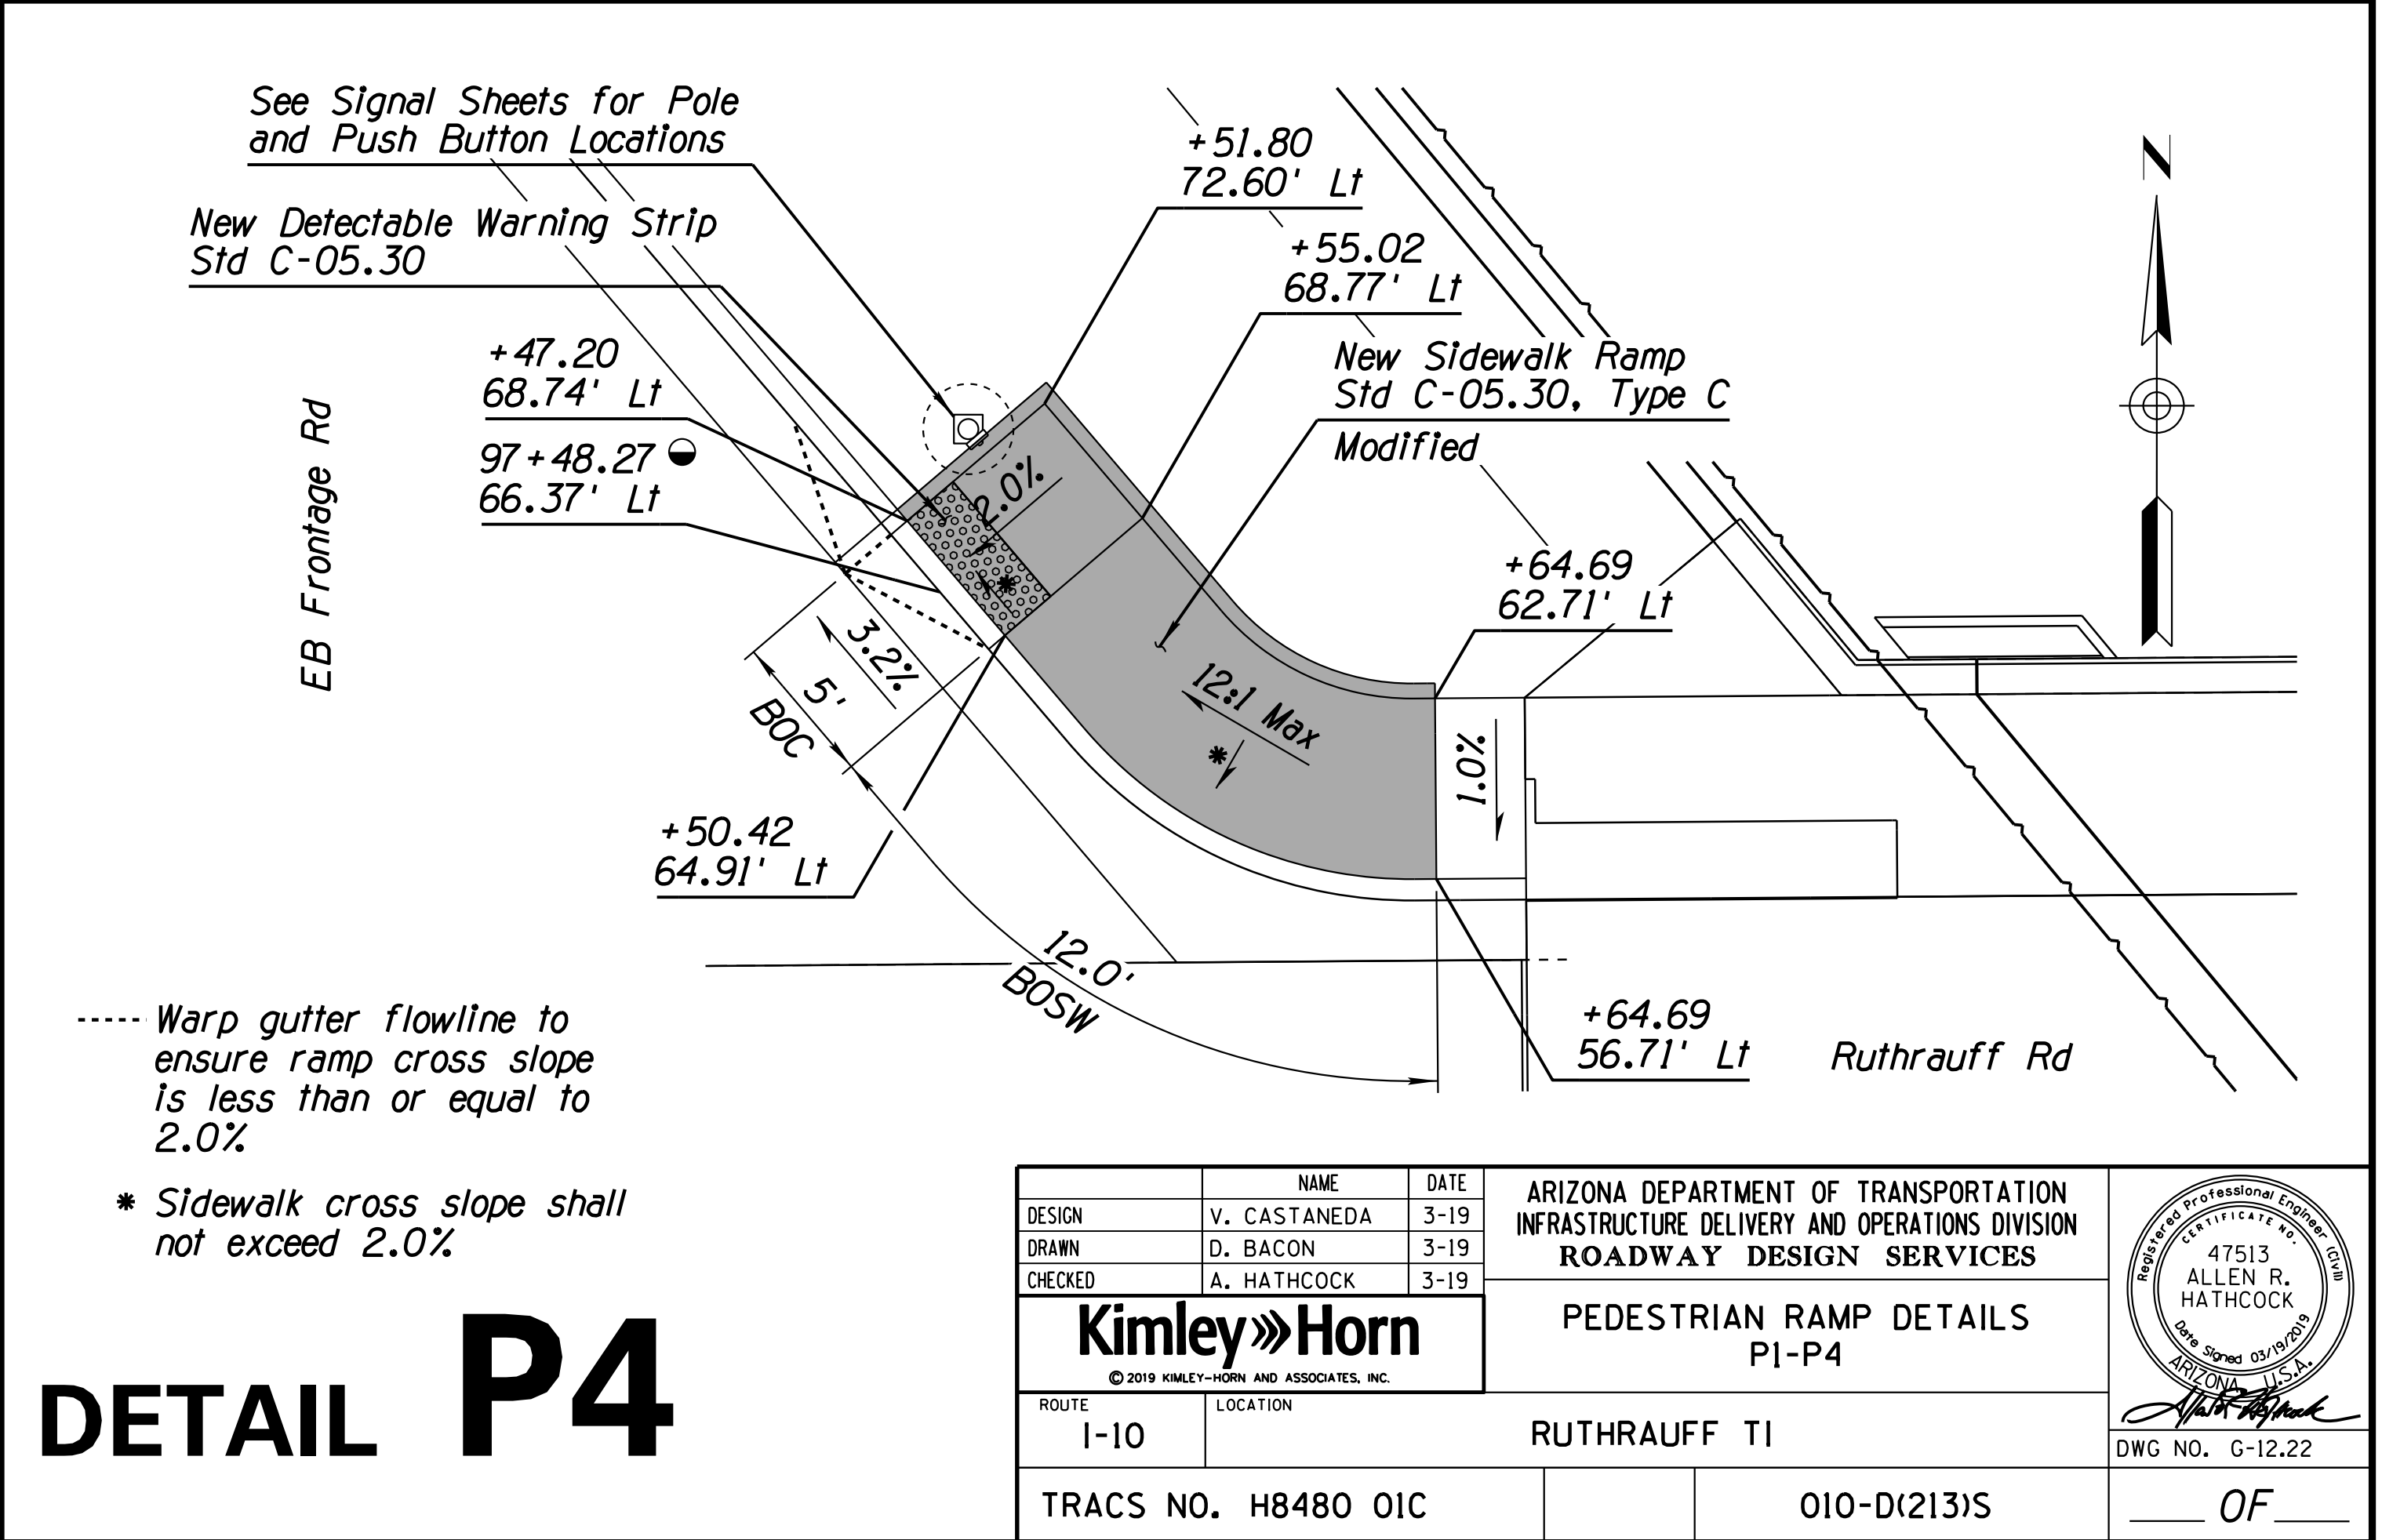 See Signal Sheets for Pole
and Push Button Locations
New Detectable Warning Strip
Std C-05.30
+51.80
72.60' Lt
+55.02
68.77' Lt
N
+47.20
68.74' Lt
97+48.27
66.37' Lt
EB Frontage Rd
New Sidewalk Ramp
Std C-05.30, Type C
Modified
2.0%
*
+64.69
62.71' Lt
3.2%
5'
BOC
12:1 Max
*
1.0%
+50.42
64.91' Lt
12.0'
BOSW
+64.69
56.71' Lt
Ruthrauff Rd
Warp gutter flowline to
ensure ramp cross slope
is less than or equal to
2.0%
* Sidewalk cross slope shall
not exceed 2.0%
DETAIL P4
NAME DATE
DESIGN V. CASTANEDA 3-19
DRAWN D. BACON 3-19
CHECKED A. HATHCOCK 3-19
Kimley Horn
© 2019 KIMLEY-HORN AND ASSOCIATES, INC.
ARIZONA DEPARTMENT OF TRANSPORTATION
INFRASTRUCTURE DELIVERY AND OPERATIONS DIVISION
ROADWAY DESIGN SERVICES
PEDESTRIAN RAMP DETAILS
P1-P4
Registered Professional Engineer (Civil)
CERTIFICATE NO.
47513
ALLEN R.
HATHCOCK
Date Signed 03/19/2019
ARIZONA U.S.A.
ROUTE
I-10
LOCATION
RUTHRAUFF TI
DWG NO. G-12.22
TRACS NO. H8480 01C
010-D(213)S
OF